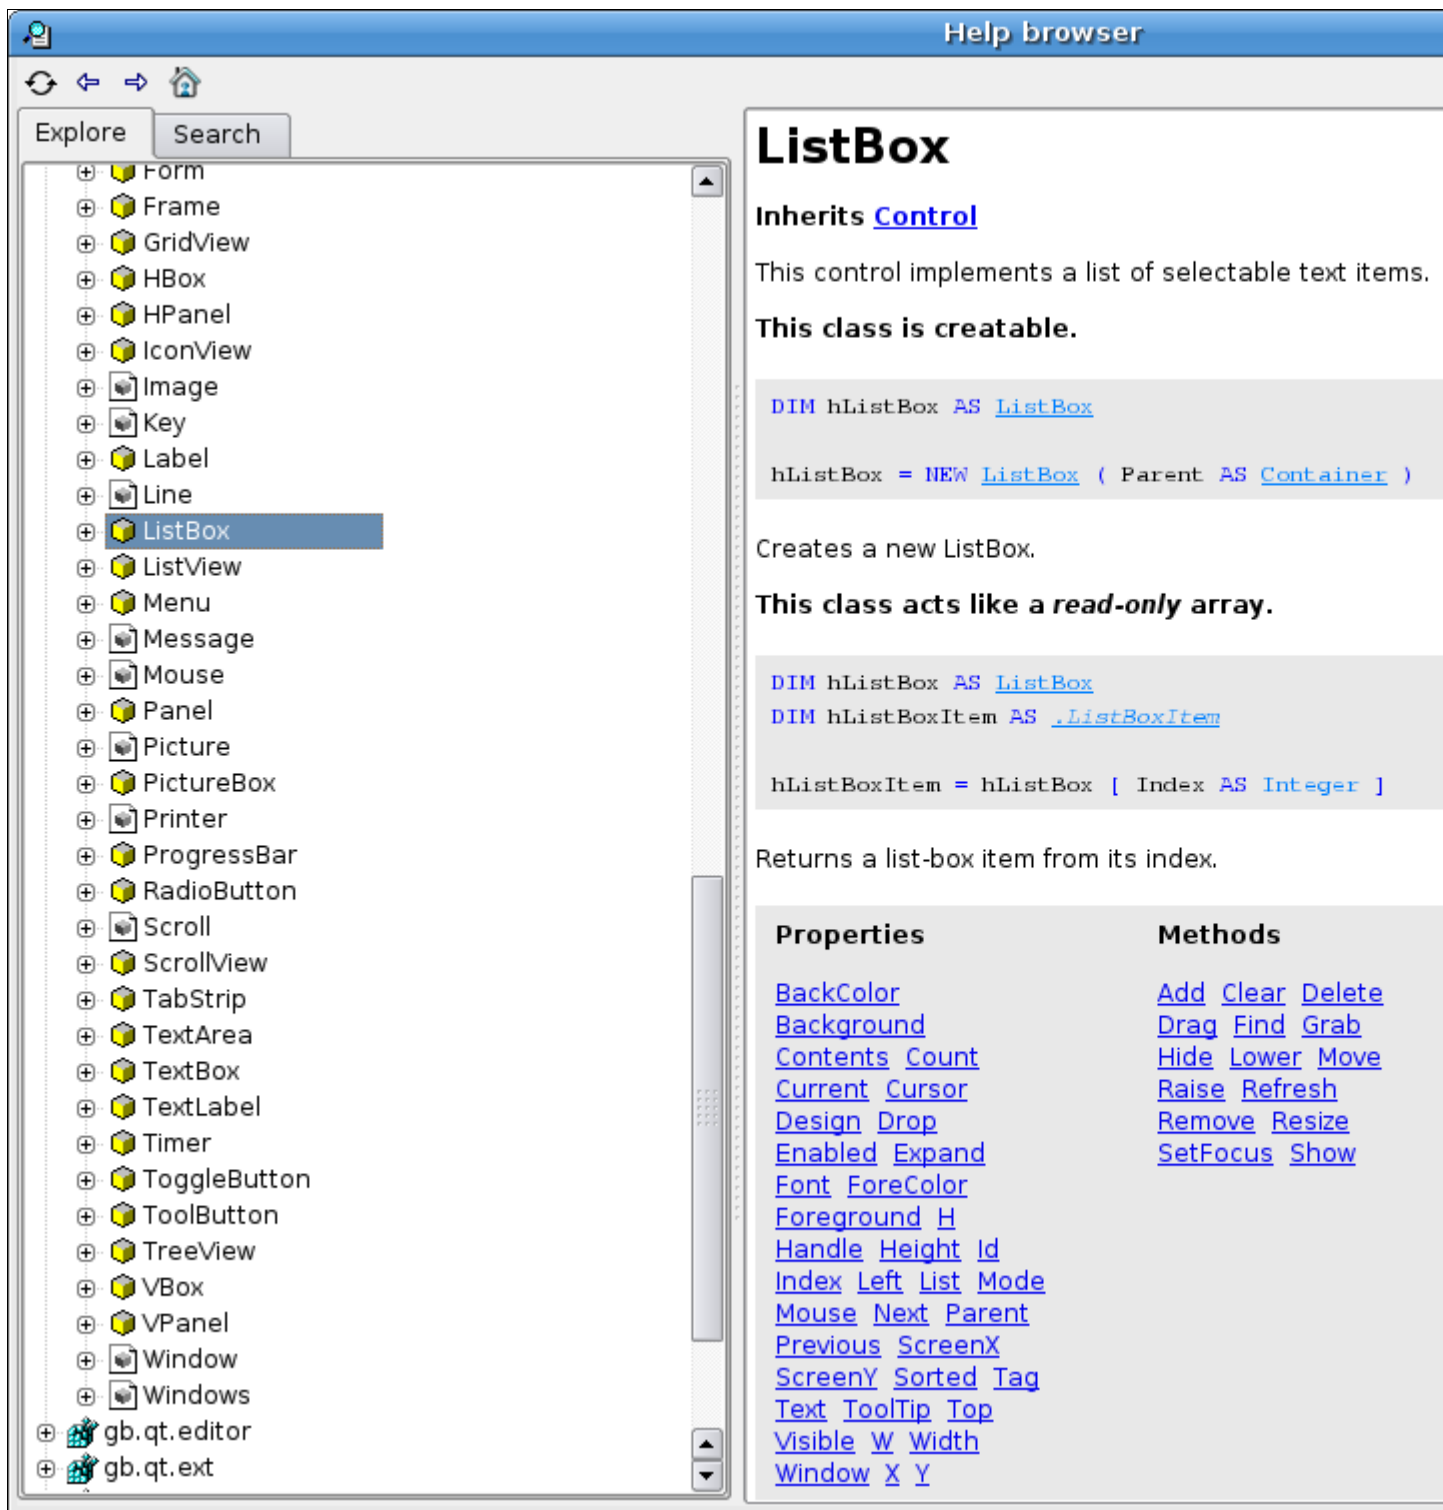 Help browser
Explore
Search
Form
Frame
GridView
HBox
HPanel
IconView
Image
Key
Label
Line
ListBox
ListView
Menu
Message
Mouse
Panel
Picture
PictureBox
Printer
ProgressBar
RadioButton
Scroll
ScrollView
TabStrip
TextArea
TextBox
TextLabel
Timer
ToggleButton
ToolButton
TreeView
VBox
VPanel
Window
Windows
gb.qt.editor
gb.qt.ext
ListBox
Inherits Control
This control implements a list of selectable text items.
This class is creatable.
DIM hListBox AS ListBox
hListBox = NEW ListBox ( Parent AS Container )
Creates a new ListBox.
This class acts like a read-only array.
DIM hListBox AS ListBox
DIM hListBoxItem AS .ListBoxItem
hListBoxItem = hListBox [ Index AS Integer ]
Returns a list-box item from its index.
Properties
BackColor
Background
Contents Count
Current Cursor
Design Drop
Enabled Expand
Font ForeColor
Foreground H
Handle Height Id
Index Left List Mode
Mouse Next Parent
Previous ScreenX
ScreenY Sorted Tag
Text ToolTip Top
Visible W Width
Window X Y
Methods
Add Clear Delete
Drag Find Grab
Hide Lower Move
Raise Refresh
Remove Resize
SetFocus Show